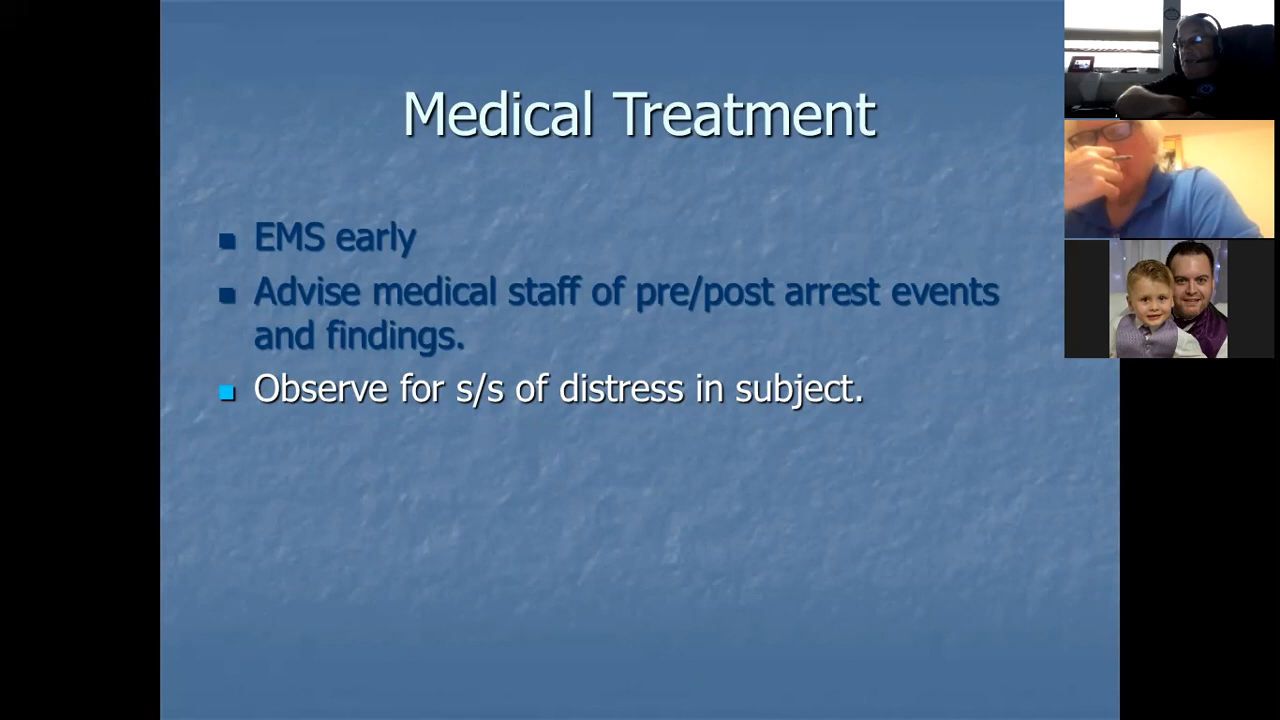 Medical Treatment
EMS early
Advise medical staff of pre/post arrest events
and findings.
Observe for s/s of distress in subject.